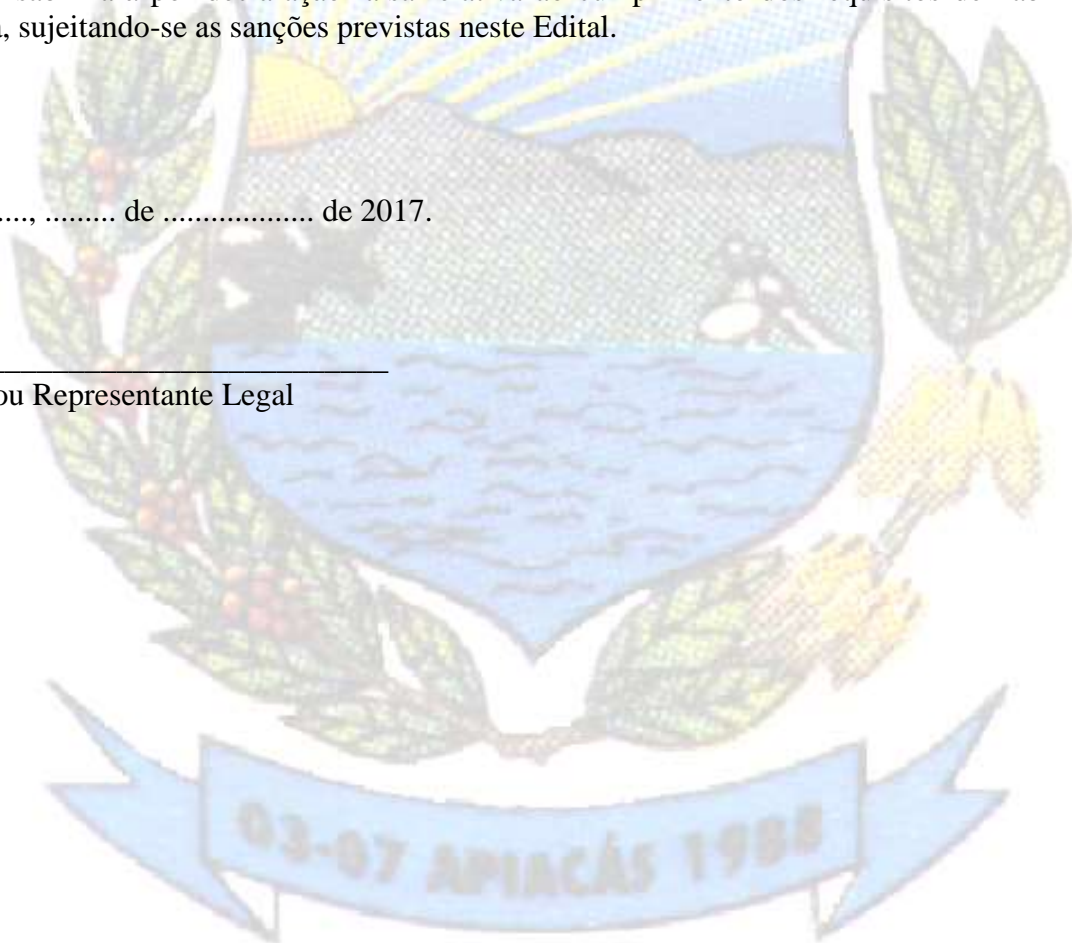 , sujeitando-se as sanções previstas neste Edital.
...., ......... de ................... de 2017.
ou Representante Legal
03-07 APIACÁS 1988